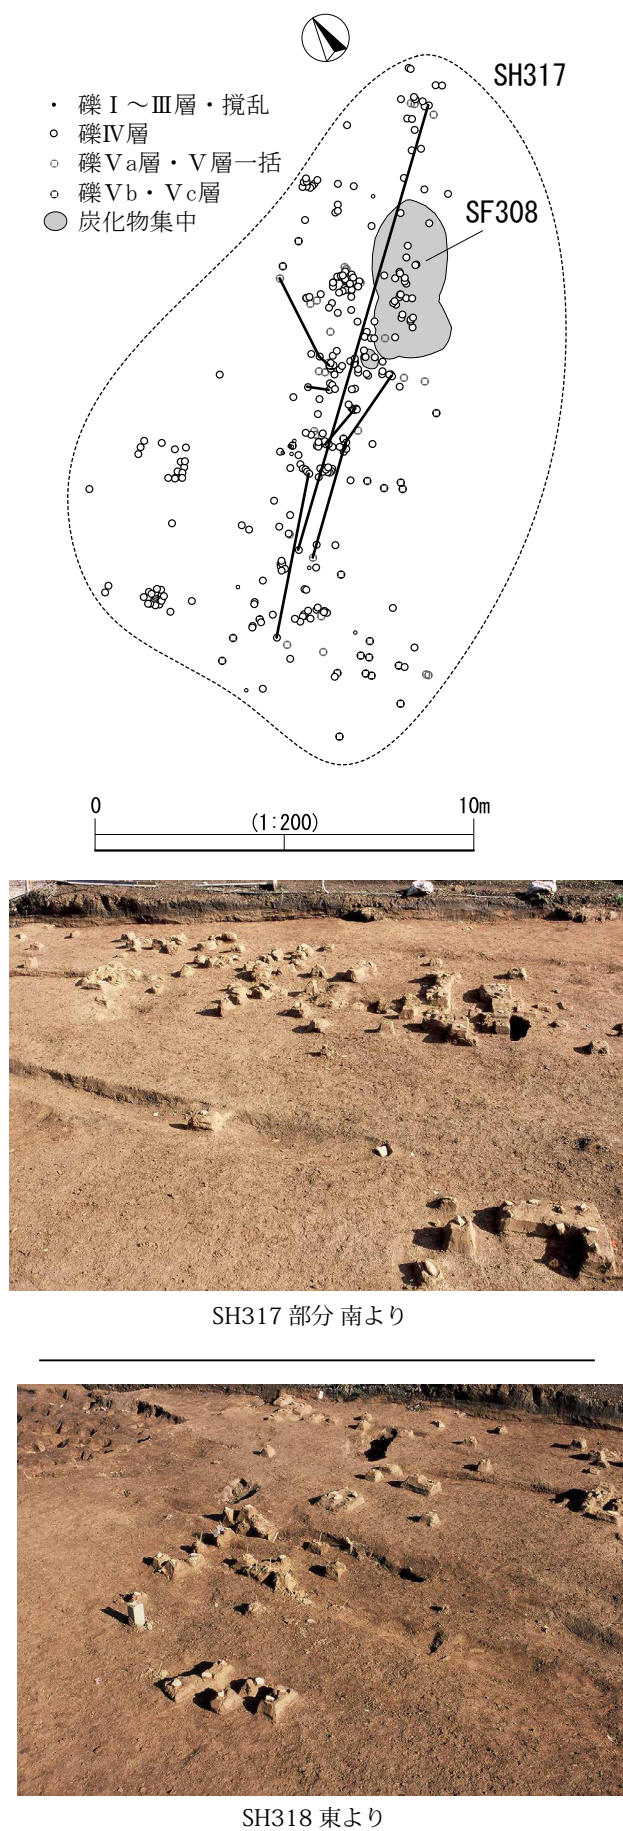 SH317
・ 礫Ⅰ～Ⅲ層・撹乱
礫Ⅳ層
礫Ⅴa層・Ⅴ層一括
礫Ⅴb・Ⅴc層
炭化物集中
SF308
0
(1:200)
10m
SH317 部分 南より
SH318 東より